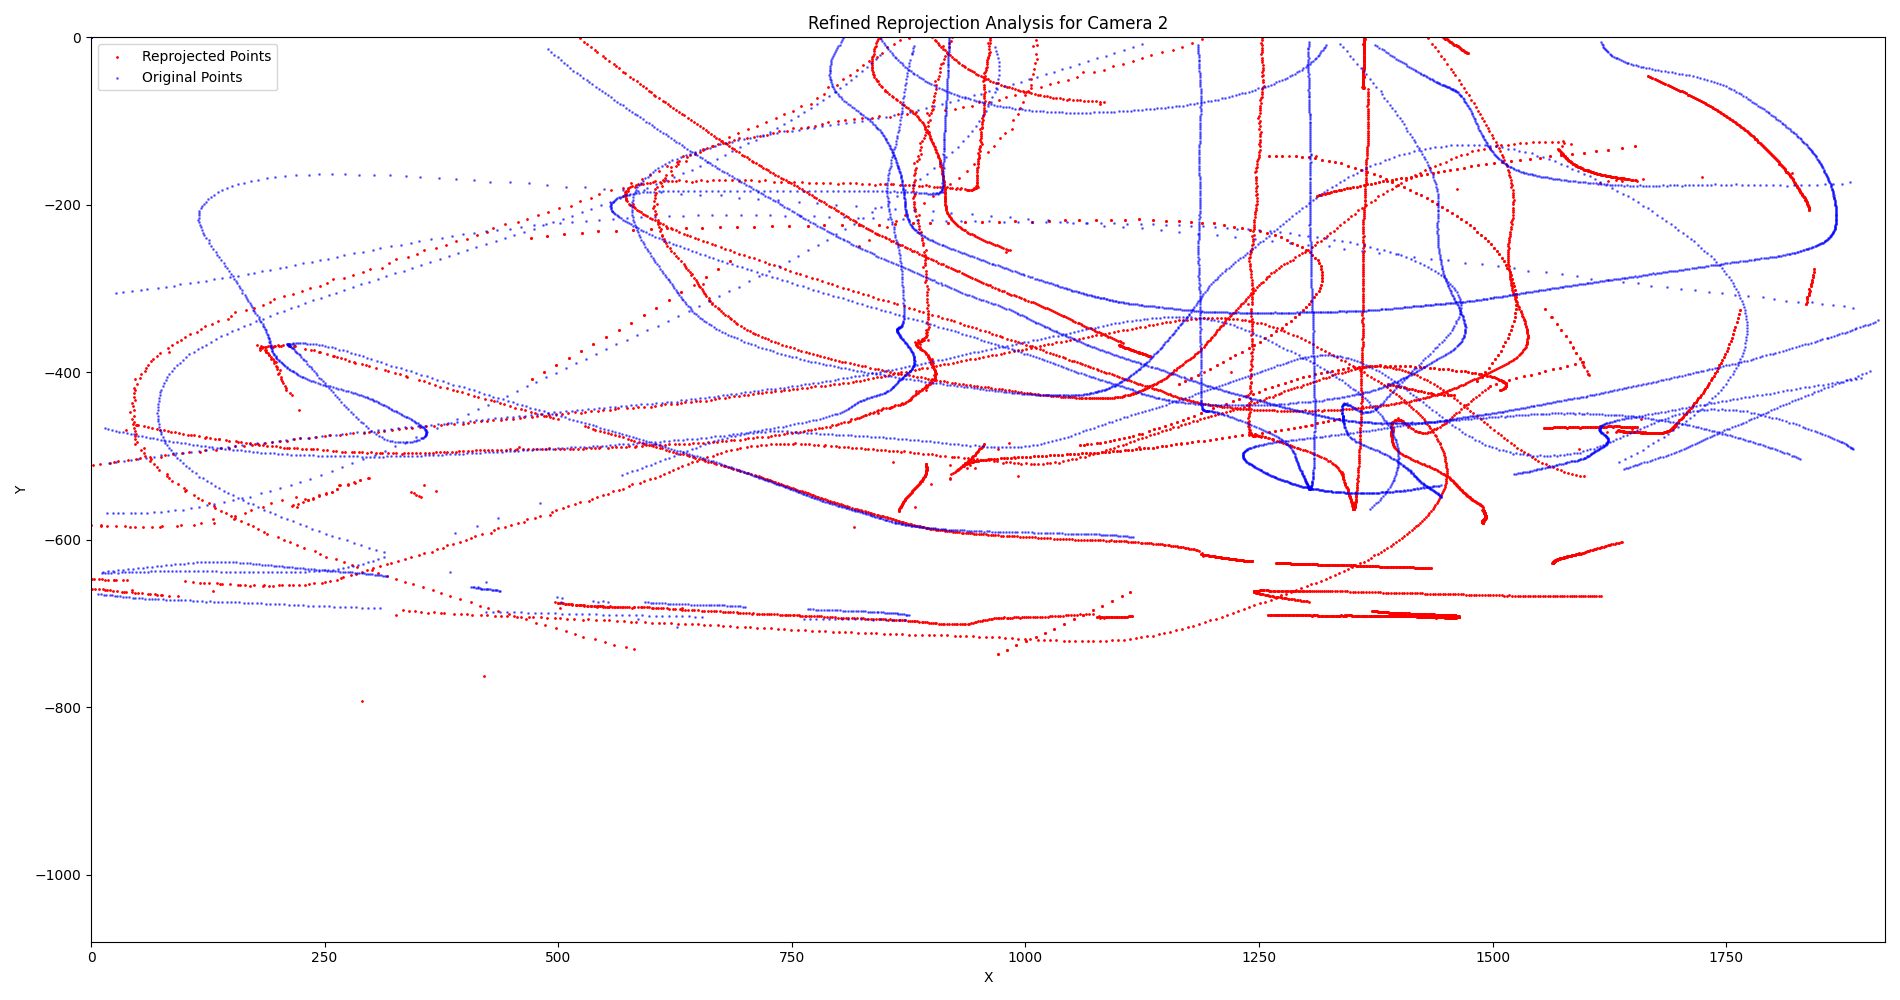 Refined Reprojection Analysis for Camera 2
Reprojected Points
Original Points
0
−200
−400
−600
−800
−1000
Y
0 250 500 750 1000 1250 1500 1750
X